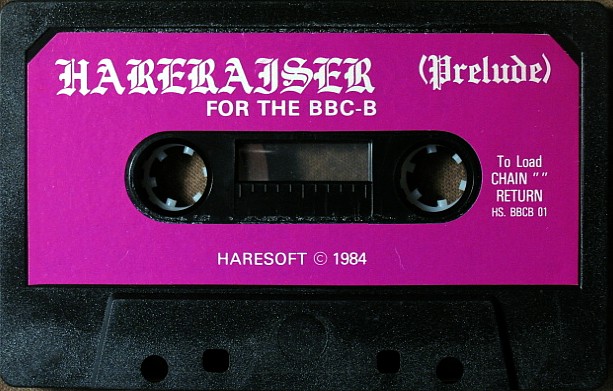 HARERAISER (Prelude)
FOR THE BBC-B
To Load
CHAIN “ ”
RETURN
HS. BBCB 01
HARESOFT © 1984